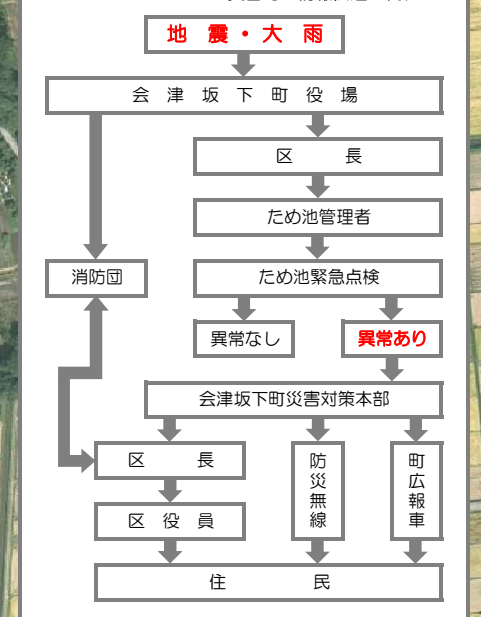 地震・大雨
会津坂下町役場
区長
ため池管理者
消防団
ため池緊急点検
異常なし
異常あり
会津坂下町災害対策本部
区長
防災無線
町広報車
区役員
住民